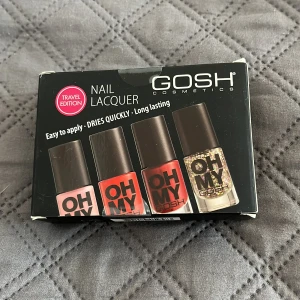 TRAVEL
EDITION
NAIL
LACQUER
GOSH
COSMETICS
Easy to apply - DRIES QUICKLY - Long lasting
OH
MY
OH
MY
OH
MY
OH
MY